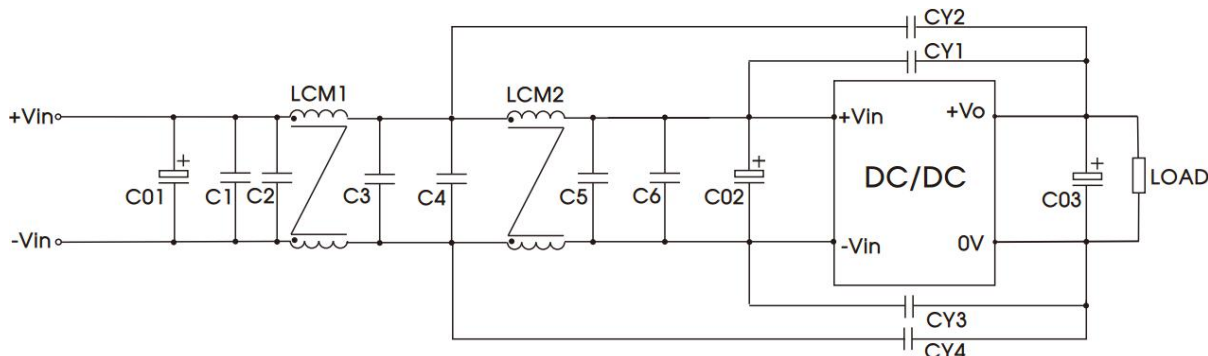 CY2
CY1
LCM1
LCM2
+Vin
+Vin
+Vo
+
+
+
DC/DC
C01
C1
C2
C3
C4
C5
C6
C02
C03
LOAD
-Vin
-Vin
0V
CY3
CY4